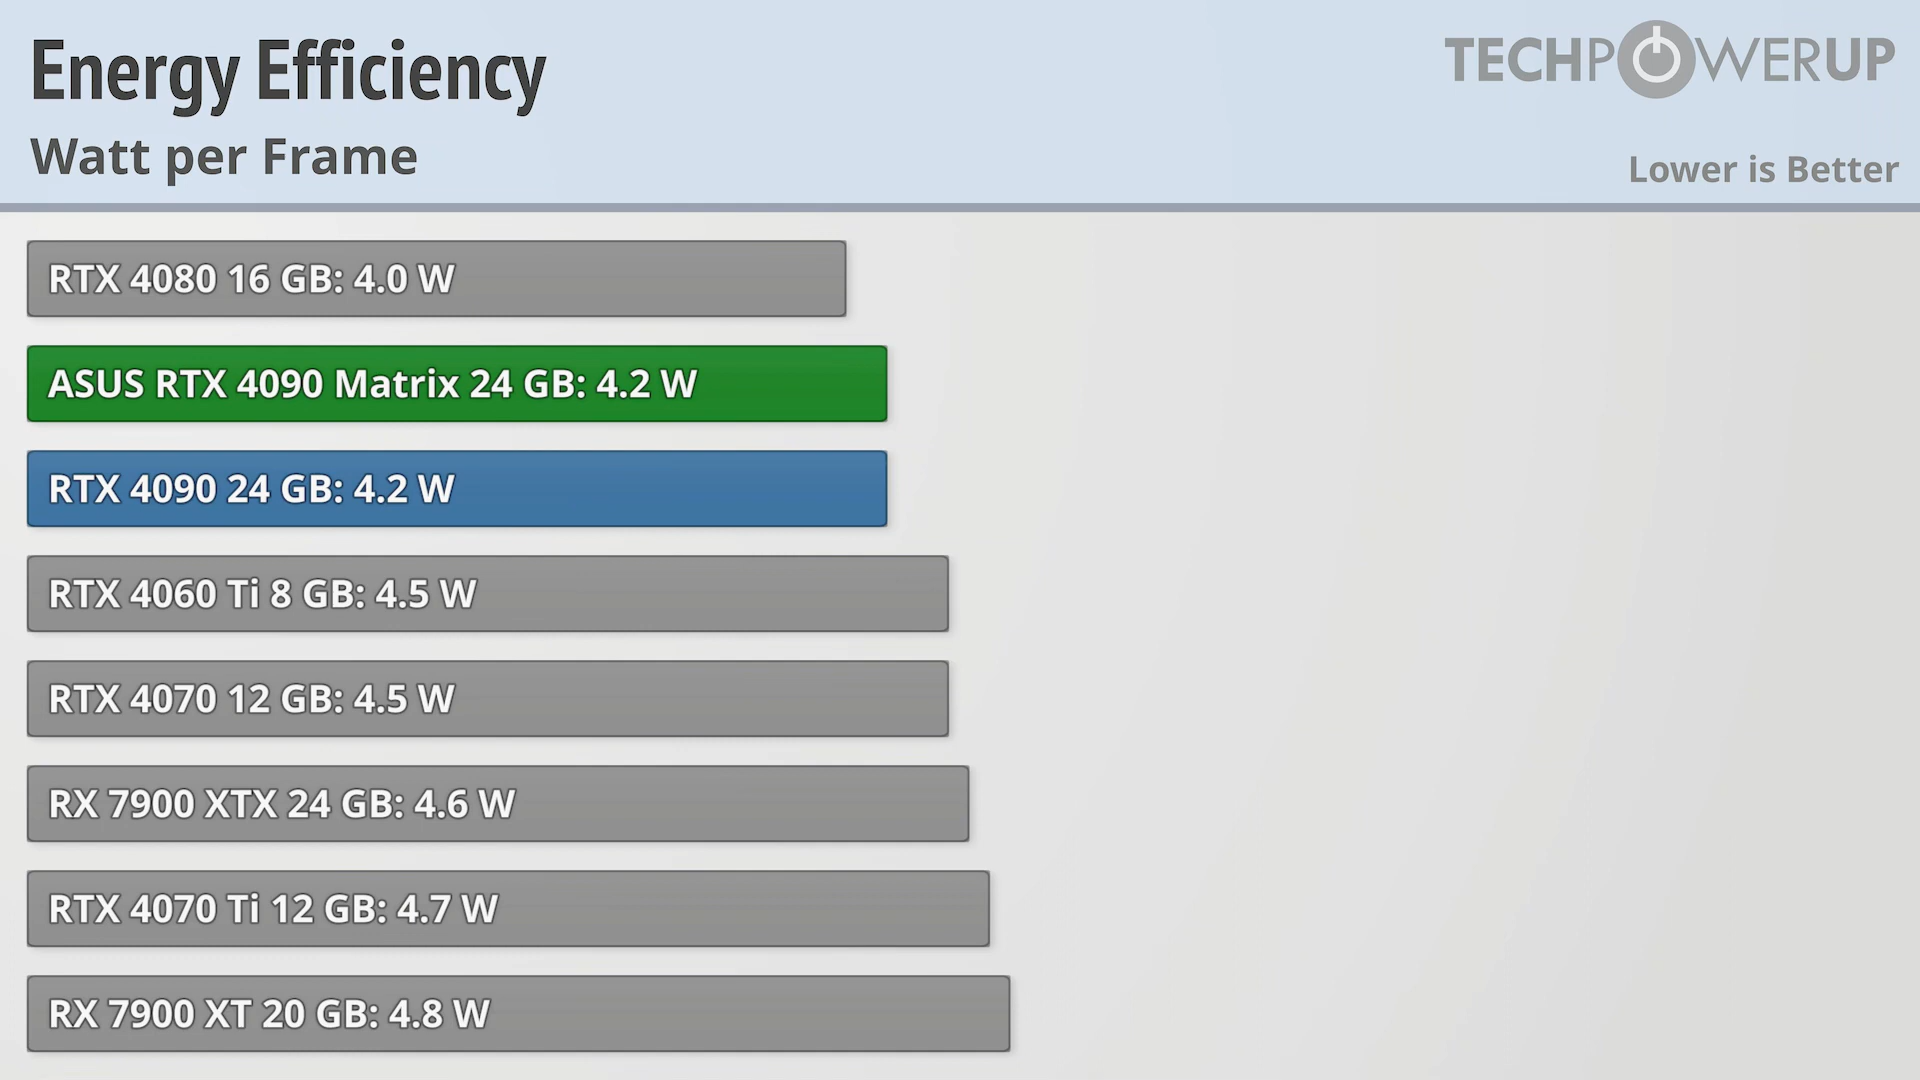 Energy Efficiency
TECHPOWERUP
Watt per Frame
Lower is Better
RTX 4080 16 GB: 4.0 W
ASUS RTX 4090 Matrix 24 GB: 4.2 W
RTX 4090 24 GB: 4.2 W
RTX 4060 Ti 8 GB: 4.5 W
RTX 4070 12 GB: 4.5 W
RX 7900 XTX 24 GB: 4.6 W
RTX 4070 Ti 12 GB: 4.7 W
RX 7900 XT 20 GB: 4.8 W